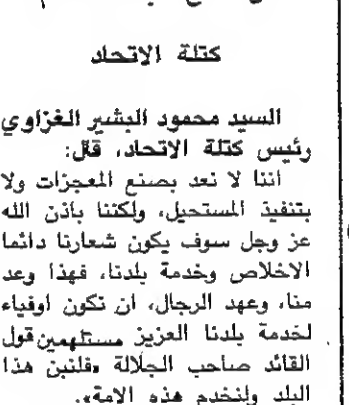 كتلة الاتحاد
السيد محمود البشير الغزاوي
رئيس كتلة الاتحاد، قال:
اننا لا نعد بصنع المعجزات ولا
بتنفيذ المستحيل، ولكننا باذن الله
عز وجل سوف يكون شعارنا دائما
الاخلاص وخدمة بلدنا، فهذا وعد
منا، وعهد الرجال، ان نكون اوفياء
لخدمة بلدنا العزيز مستلهمين قول
القائد صاحب الجلالة «فلنبن هذا
البلد ولنخدم هذه الامة».